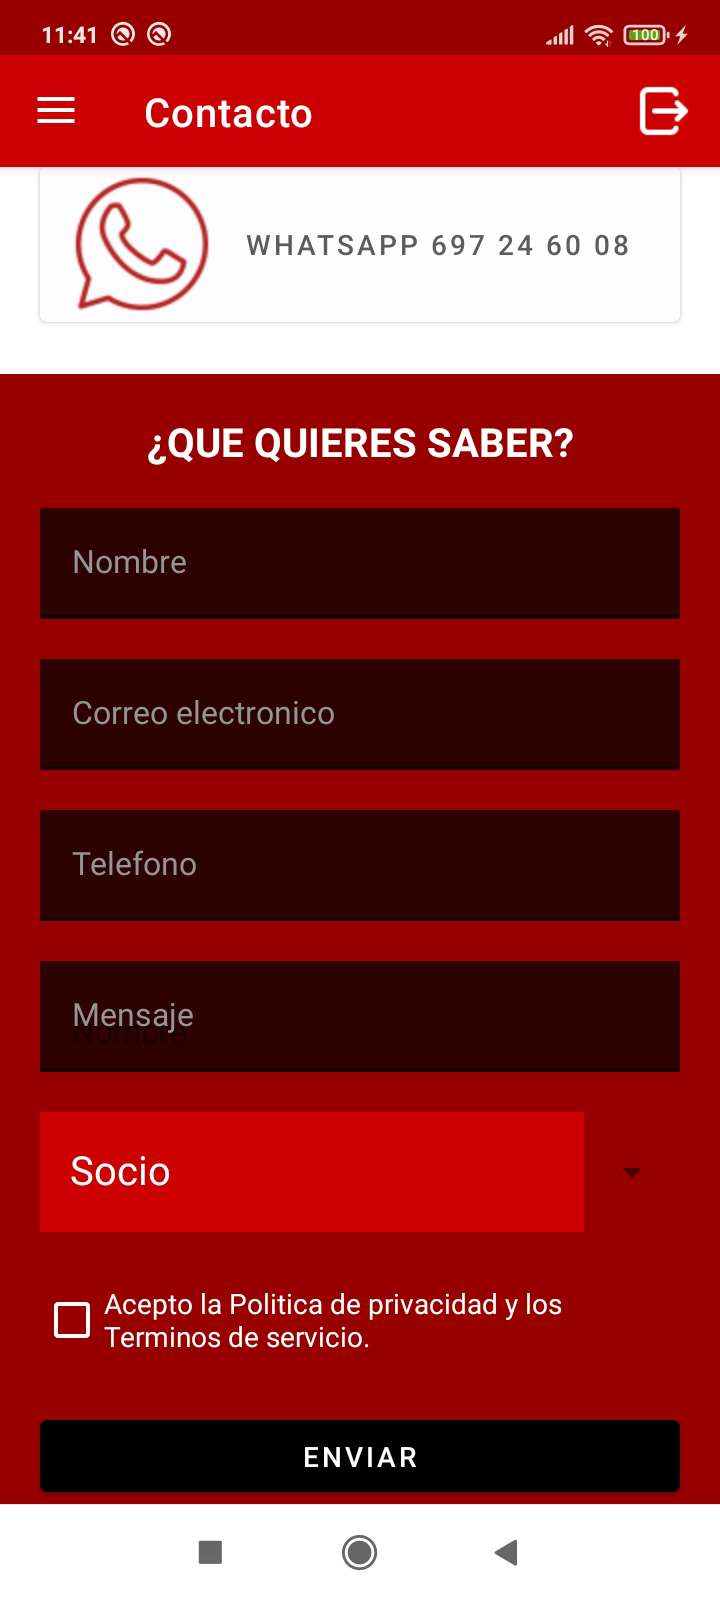 11:41
100
Contacto
WHATSAPP 697 24 60 08
¿QUE QUIERES SABER?
Nombre
Correo electronico
Telefono
Mensaje
Nombre
Socio
Acepto la Politica de privacidad y los
Terminos de servicio.
ENVIAR